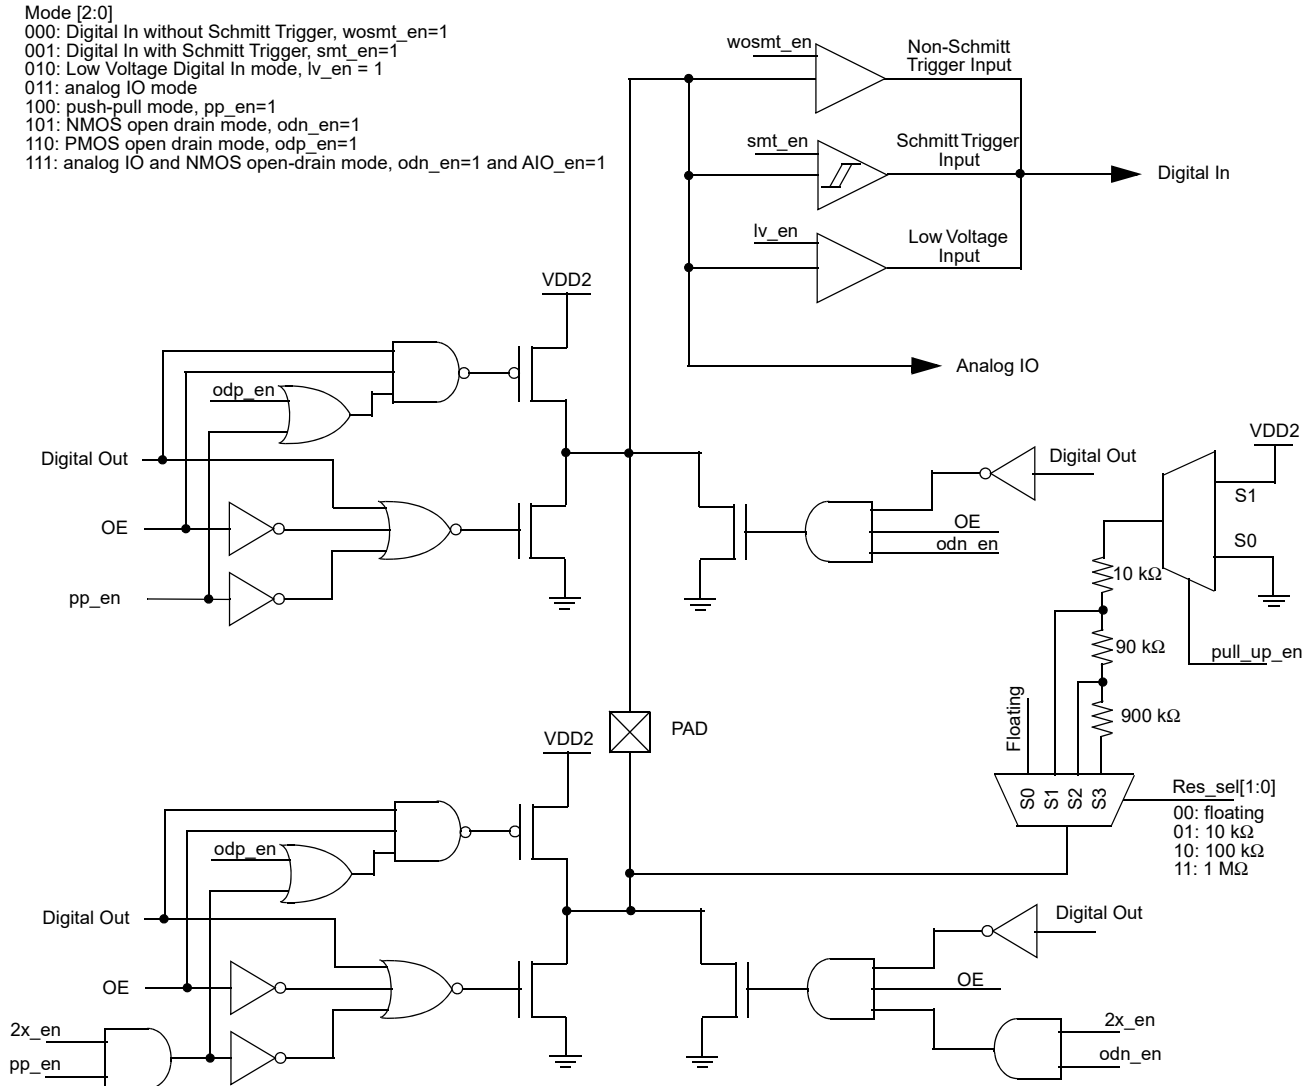 Mode [2:0]
000: Digital In without Schmitt Trigger, wosmt_en=1
001: Digital In with Schmitt Trigger, smt_en=1
010: Low Voltage Digital In mode, lv_en = 1
011: analog IO mode
100: push-pull mode, pp_en=1
101: NMOS open drain mode, odn_en=1
110: PMOS open drain mode, odp_en=1
111: analog IO and NMOS open-drain mode, odn_en=1 and AIO_en=1
wosmt_en
Non-Schmitt
Trigger Input
smt_en
Schmitt Trigger
Input
Digital In
lv_en
Low Voltage
Input
Analog IO
VDD2
odp_en
Digital Out
OE
pp_en
Digital Out
OE
odn_en
VDD2
S1
S0
10 kΩ
pull_up_en
90 kΩ
900 kΩ
Floating
S0
S1
S2
S3
Res_sel[1:0]
00: floating
01: 10 kΩ
10: 100 kΩ
11: 1 MΩ
PAD
VDD2
odp_en
Digital Out
OE
2x_en
pp_en
Digital Out
OE
2x_en
odn_en